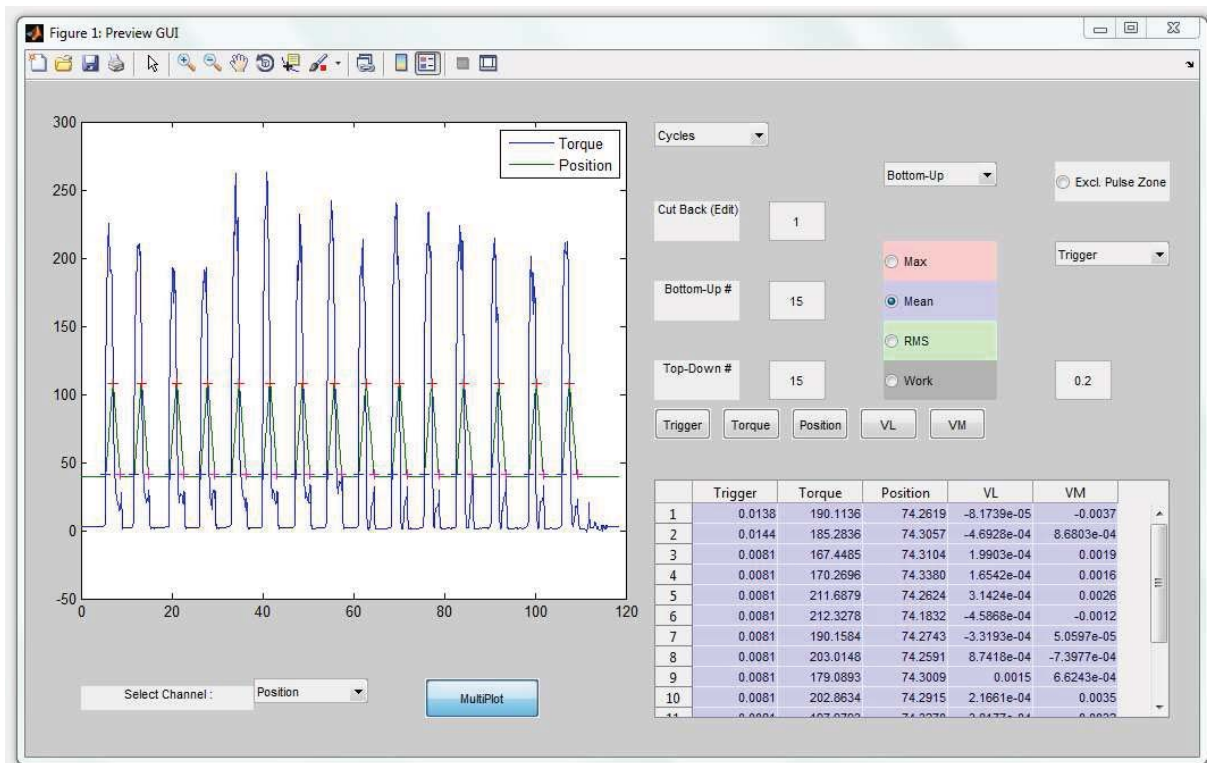 Figure 1: Preview GUI
300
250
200
150
100
50
0
-50
0 20 40 60 80 100 120
Torque
Position
Cycles
Bottom-Up
Excl. Pulse Zone
Cut Back (Edit) 1
Max
Trigger
Bottom-Up # 15
Mean
RMS
Top-Down # 15
Work
0.2
Trigger Torque Position VL VM
Trigger Torque Position VL VM
1 0.0138 190.1136 74.2619 -8.1739e-05 -0.0037
2 0.0144 185.2836 74.3057 -4.6928e-04 8.6803e-04
3 0.0081 167.4485 74.3104 1.9903e-04 0.0019
4 0.0081 170.2696 74.3380 1.6542e-04 0.0016
5 0.0081 211.6879 74.2624 3.1424e-04 0.0026
6 0.0081 212.3278 74.1832 -4.5868e-04 -0.0012
7 0.0081 190.1584 74.2743 -3.3193e-04 5.0597e-05
8 0.0081 203.0148 74.2591 8.7418e-04 -7.3977e-04
9 0.0081 179.0893 74.3009 0.0015 6.6243e-04
10 0.0081 202.8634 74.2915 2.1661e-04 0.0035
Select Channel : Position
MultiPlot